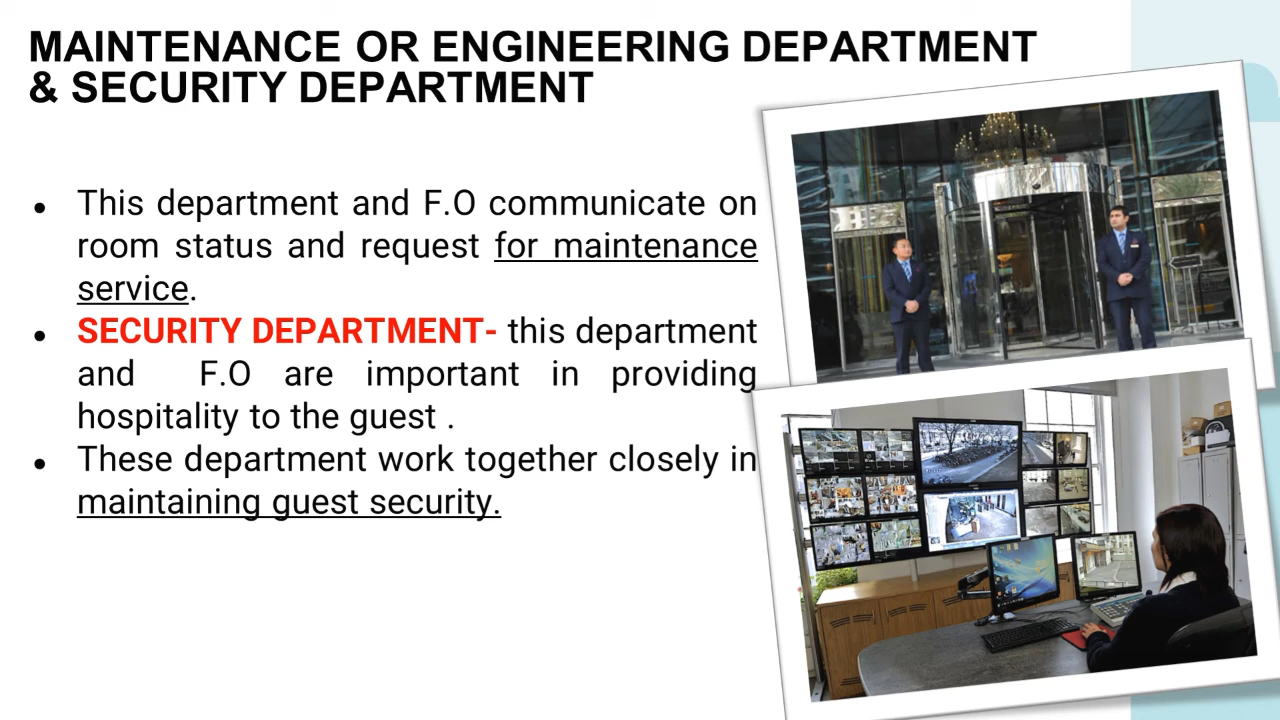 MAINTENANCE OR ENGINEERING DEPARTMENT
& SECURITY DEPARTMENT
● This department and F.O communicate on
room status and request for maintenance
service.
● SECURITY DEPARTMENT- this department
and F.O are important in providing
hospitality to the guest .
● These department work together closely in
maintaining guest security.